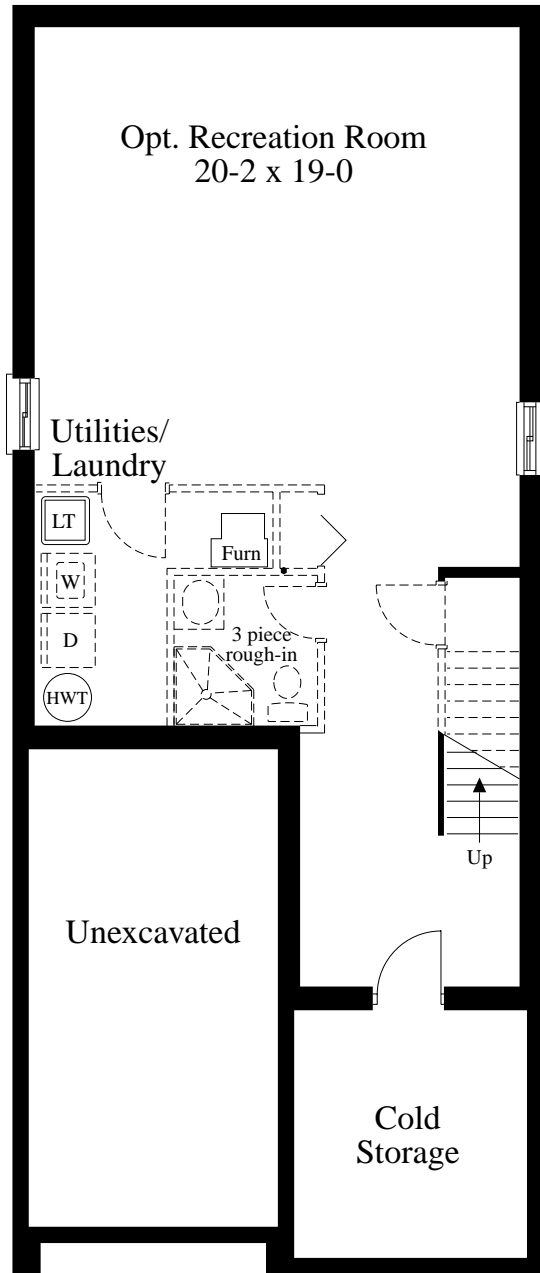 Opt. Recreation Room
20-2 x 19-0
Utilities/
Laundry
LT
Furn
W
D
3 piece
rough-in
HWT
Up
Unexcavated
Cold
Storage